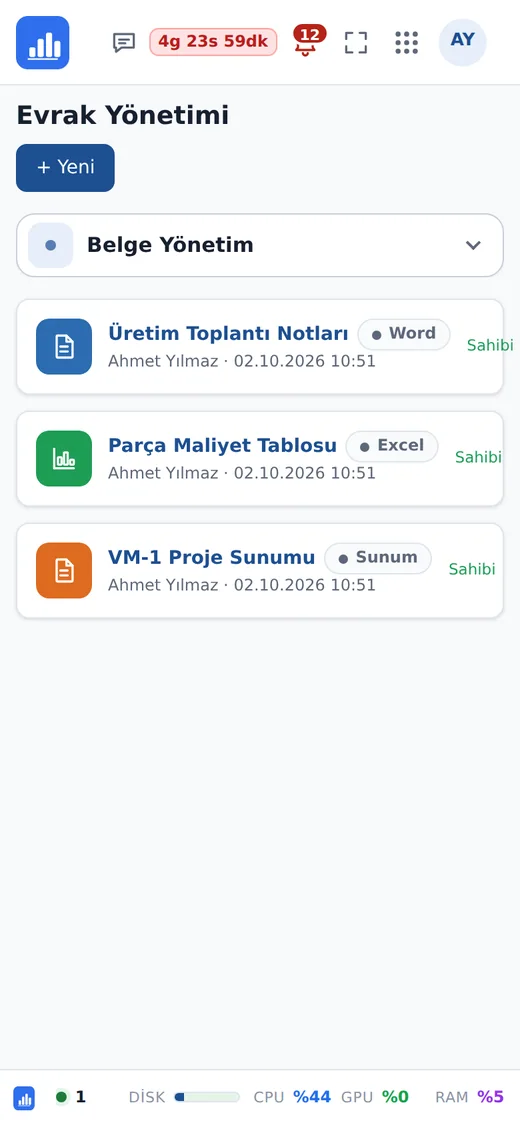 4g 23s 59dk
12
AY
Evrak Yönetimi
+ Yeni
Belge Yönetim
Üretim Toplantı Notları
Word
Sahibi
Ahmet Yılmaz · 02.10.2026 10:51
Parça Maliyet Tablosu
Excel
Sahibi
Ahmet Yılmaz · 02.10.2026 10:51
VM-1 Proje Sunumu
Sunum
Sahibi
Ahmet Yılmaz · 02.10.2026 10:51
1 DİSK CPU %44 GPU %0 RAM %5